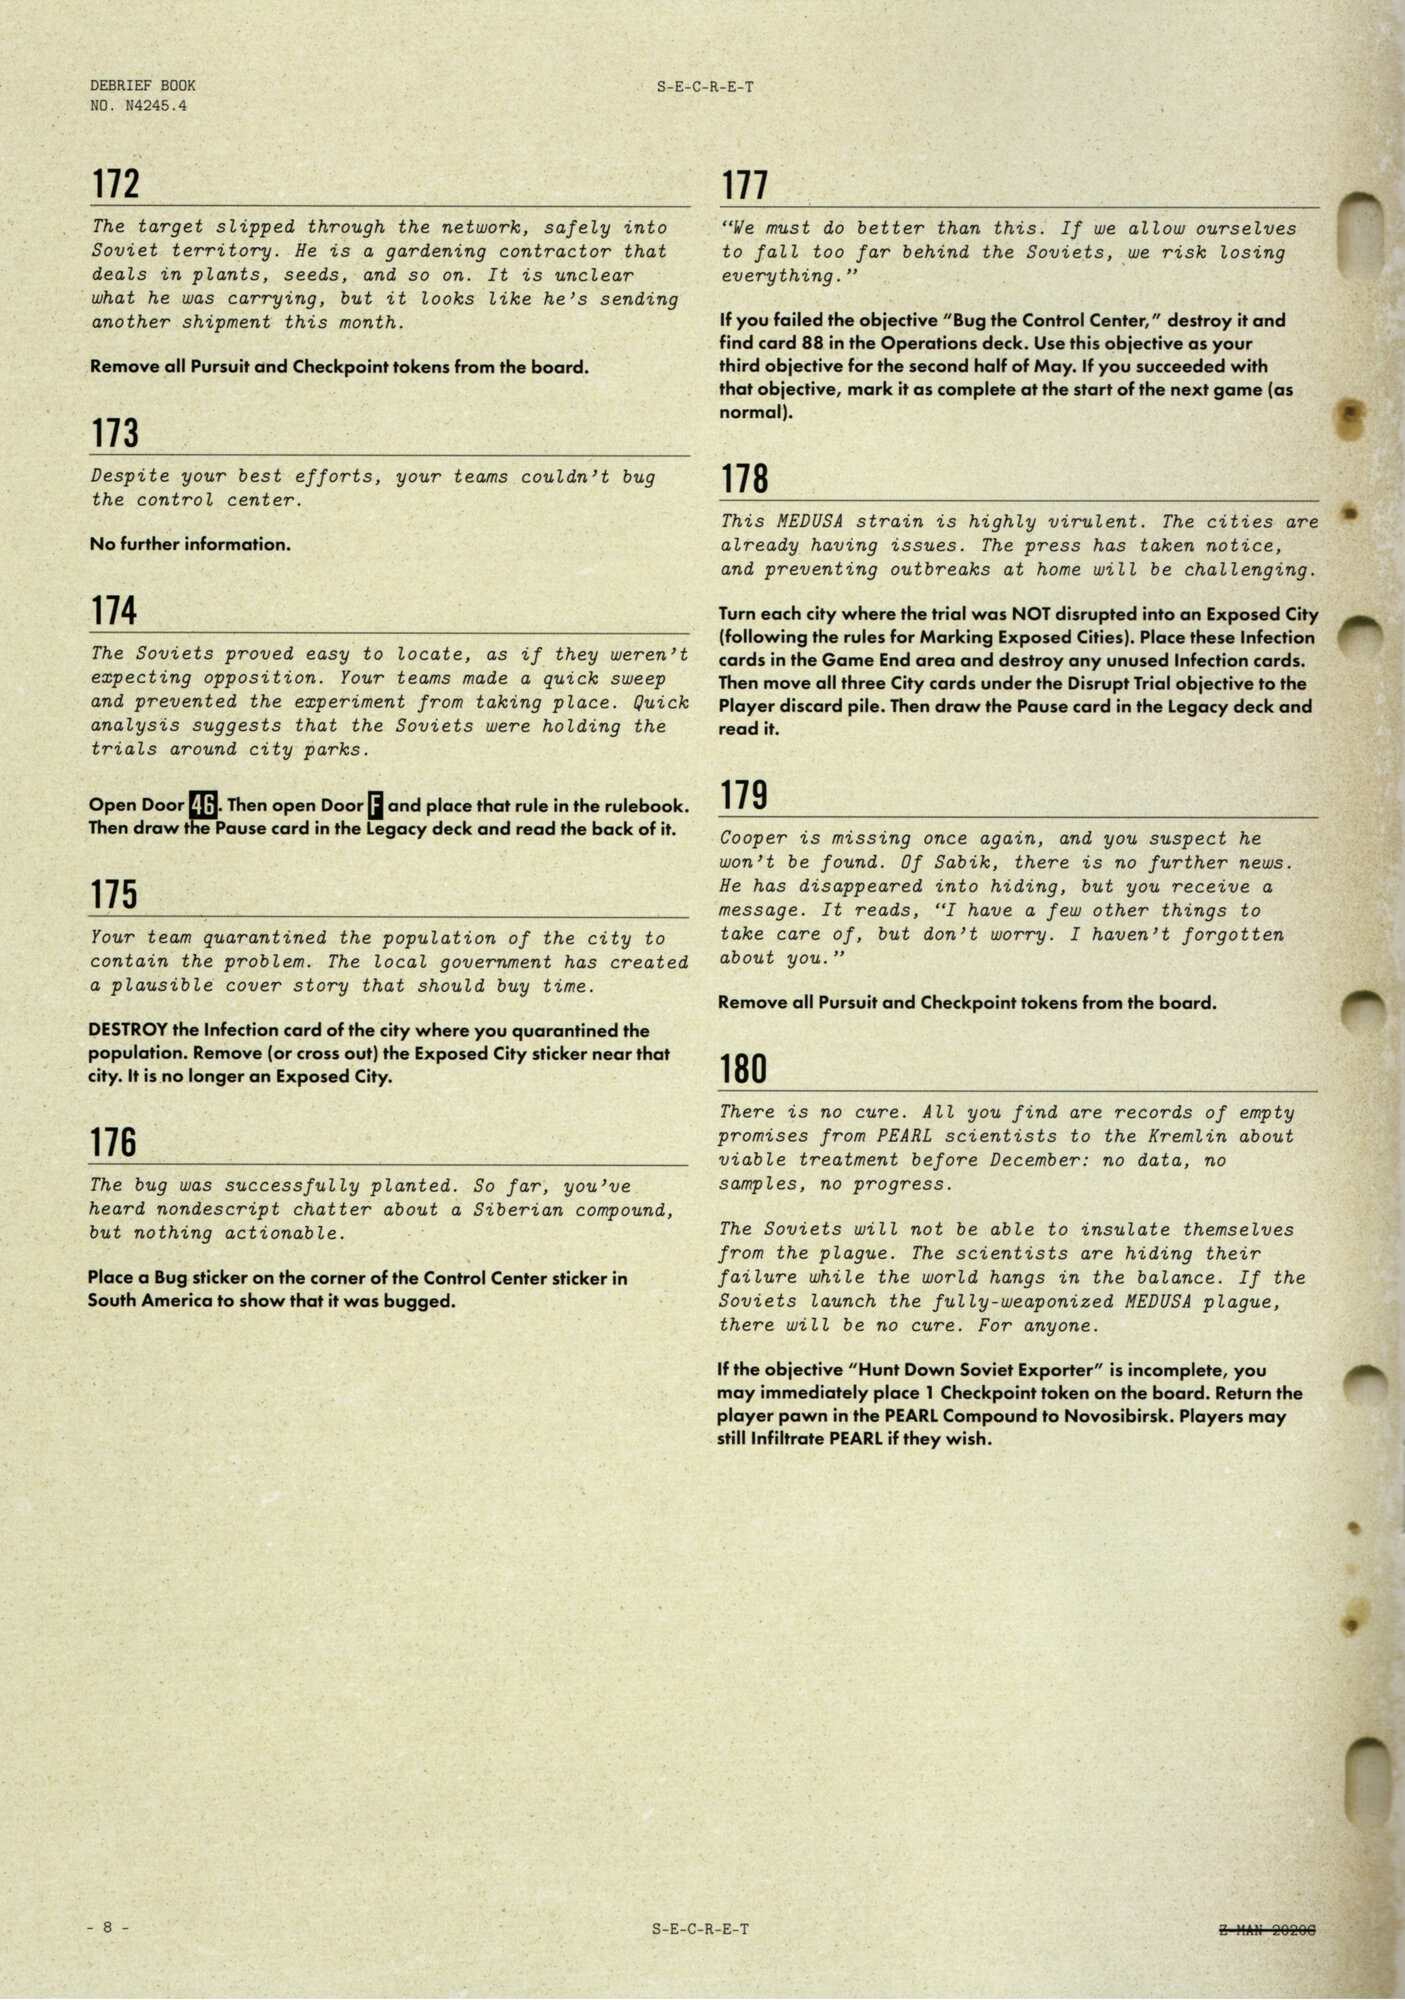 DEBRIEF BOOK
NO. N4245.4
S-E-C-R-E-T
172
The target slipped through the network, safely into
Soviet territory. He is a gardening contractor that
deals in plants, seeds, and so on. It is unclear
what he was carrying, but it looks like he's sending
another shipment this month.
Remove all Pursuit and Checkpoint tokens from the board.
173
Despite your best efforts, your teams couldn't bug
the control center.
No further information.
174
The Soviets proved easy to locate, as if they weren't
expecting opposition. Your teams made a quick sweep
and prevented the experiment from taking place. Quick
analysis suggests that the Soviets were holding the
trials around city parks.
Open Door 46. Then open Door F and place that rule in the rulebook.
Then draw the Pause card in the Legacy deck and read the back of it.
175
Your team quarantined the population of the city to
contain the problem. The local government has created
a plausible cover story that should buy time.
DESTROY the Infection card of the city where you quarantined the
population. Remove (or cross out) the Exposed City sticker near that
city. It is no longer an Exposed City.
176
The bug was successfully planted. So far, you've
heard nondescript chatter about a Siberian compound,
but nothing actionable.
Place a Bug sticker on the corner of the Control Center sticker in
South America to show that it was bugged.
177
“We must do better than this. If we allow ourselves
to fall too far behind the Soviets, we risk losing
everything.”
If you failed the objective “Bug the Control Center,” destroy it and
find card 88 in the Operations deck. Use this objective as your
third objective for the second half of May. If you succeeded with
that objective, mark it as complete at the start of the next game (as
normal).
178
This MEDUSA strain is highly virulent. The cities are
already having issues. The press has taken notice,
and preventing outbreaks at home will be challenging.
Turn each city where the trial was NOT disrupted into an Exposed City
(following the rules for Marking Exposed Cities). Place these Infection
cards in the Game End area and destroy any unused Infection cards.
Then move all three City cards under the Disrupt Trial objective to the
Player discard pile. Then draw the Pause card in the Legacy deck and
read it.
179
Cooper is missing once again, and you suspect he
won't be found. Of Sabik, there is no further news.
He has disappeared into hiding, but you receive a
message. It reads, “I have a few other things to
take care of, but don't worry. I haven't forgotten
about you.”
Remove all Pursuit and Checkpoint tokens from the board.
180
There is no cure. All you find are records of empty
promises from PEARL scientists to the Kremlin about
viable treatment before December: no data, no
samples, no progress.
The Soviets will not be able to insulate themselves
from the plague. The scientists are hiding their
failure while the world hangs in the balance. If the
Soviets launch the fully-weaponized MEDUSA plague,
there will be no cure. For anyone.
If the objective “Hunt Down Soviet Exporter” is incomplete, you
may immediately place 1 Checkpoint token on the board. Return the
player pawn in the PEARL Compound to Novosibirsk. Players may
still Infiltrate PEARL if they wish.
- 8 -
S-E-C-R-E-T
Z-MAN 2020G